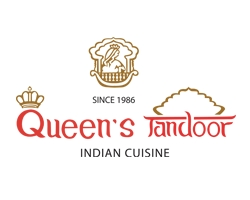 SINCE 1986
Queen's Tandoor
INDIAN CUISINE